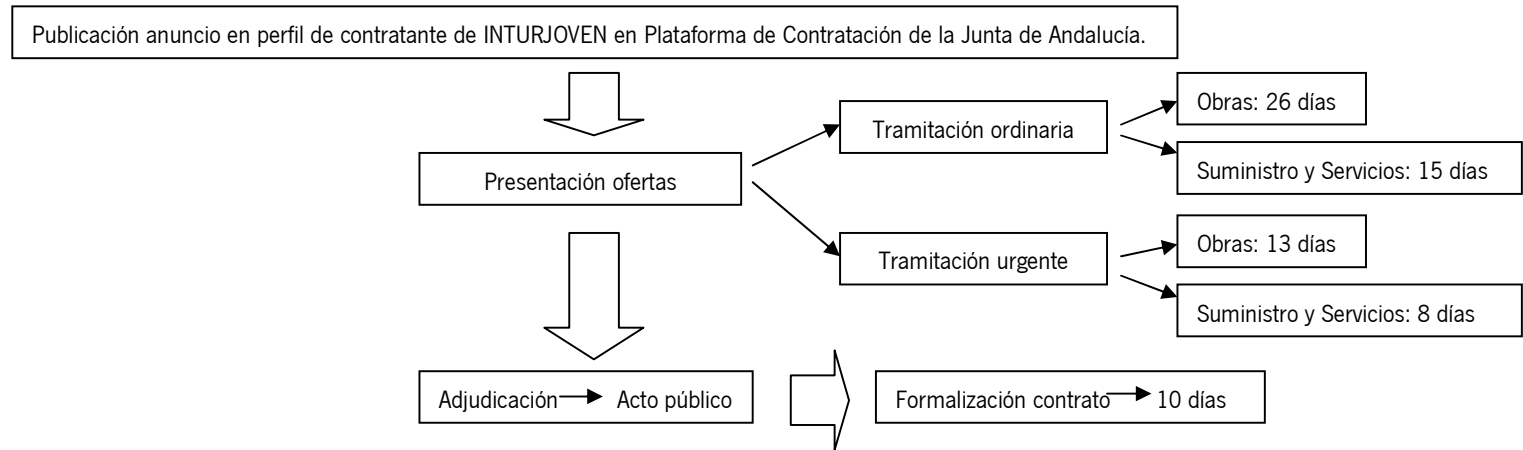 Publicación anuncio en perfil de contratante de INTURJOVEN en Plataforma de Contratación de la Junta de Andalucía.
Presentación ofertas
Tramitación ordinaria
Obras: 26 días
Suministro y Servicios: 15 días
Tramitación urgente
Obras: 13 días
Suministro y Servicios: 8 días
Adjudicación Acto público
Formalización contrato 10 días